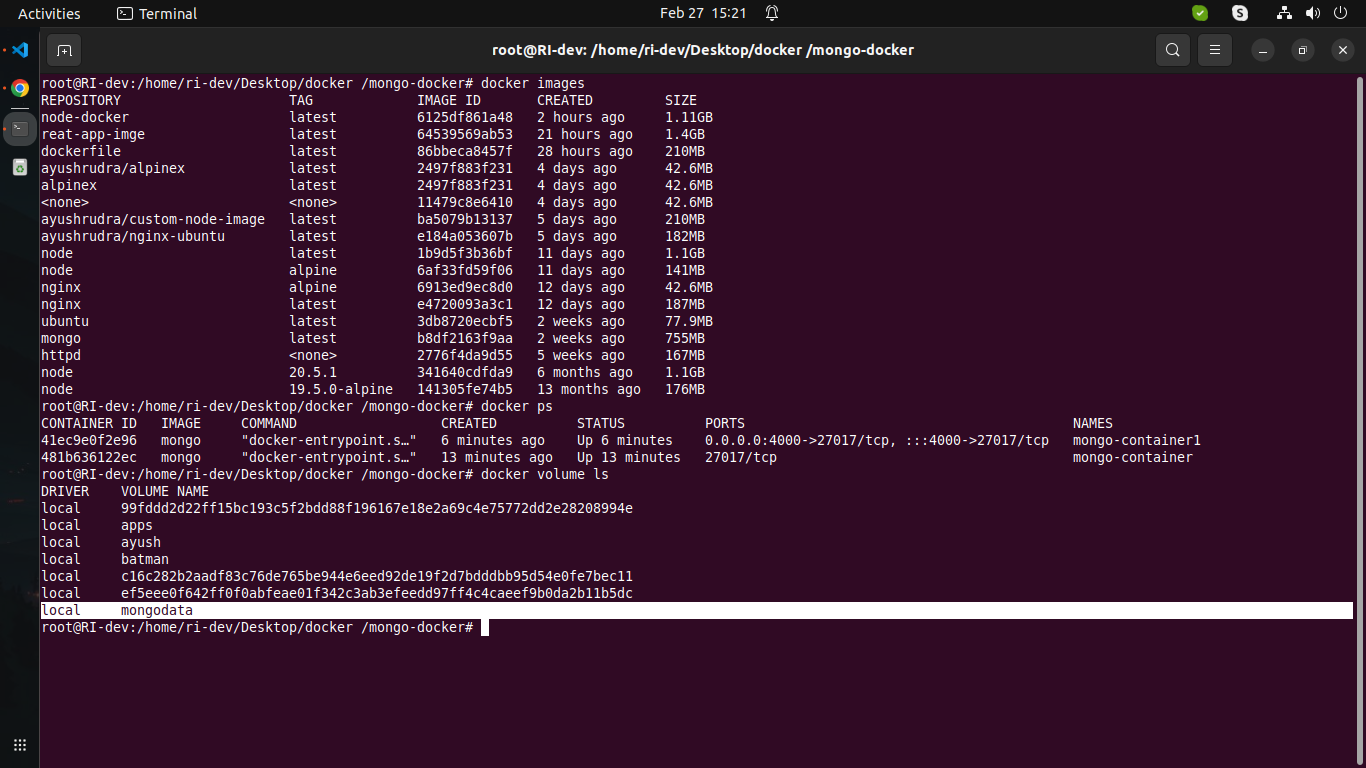 Activities Terminal Feb 27 15:21
root@RI-dev: /home/ri-dev/Desktop/docker /mongo-docker
root@RI-dev:/home/ri-dev/Desktop/docker /mongo-docker# docker images
REPOSITORY TAG IMAGE ID CREATED SIZE
node-docker latest 6125df861a48 2 hours ago 1.11GB
reat-app-imge latest 64539569ab53 21 hours ago 1.4GB
dockerfile latest 86bbeca8457f 28 hours ago 210MB
ayushrudra/alpinex latest 2497f883f231 4 days ago 42.6MB
alpinex latest 2497f883f231 4 days ago 42.6MB
<none> <none> 11479c8e6410 4 days ago 42.6MB
ayushrudra/custom-node-image latest ba5079b13137 5 days ago 210MB
ayushrudra/nginx-ubuntu latest e184a053607b 5 days ago 182MB
node latest 1b9d5f3b36bf 11 days ago 1.1GB
node alpine 6af33fd59f06 11 days ago 141MB
nginx alpine 6913ed9ec8d0 12 days ago 42.6MB
nginx latest e4720093a3c1 12 days ago 187MB
ubuntu latest 3db8720ecbf5 2 weeks ago 77.9MB
mongo latest b8df2163f9aa 2 weeks ago 755MB
httpd <none> 2776f4da9d55 5 weeks ago 167MB
node 20.5.1 341640cdfda9 6 months ago 1.1GB
node 19.5.0-alpine 141305fe74b5 13 months ago 176MB
root@RI-dev:/home/ri-dev/Desktop/docker /mongo-docker# docker ps
CONTAINER ID IMAGE COMMAND CREATED STATUS PORTS NAMES
41ec9e0f2e96 mongo "docker-entrypoint.s…" 6 minutes ago Up 6 minutes 0.0.0.0:4000->27017/tcp, :::4000->27017/tcp mongo-container1
481b636122ec mongo "docker-entrypoint.s…" 13 minutes ago Up 13 minutes 27017/tcp mongo-container
root@RI-dev:/home/ri-dev/Desktop/docker /mongo-docker# docker volume ls
DRIVER VOLUME NAME
local 99fddd2d22ff15bc193c5f2bdd88f196167e18e2a69c4e75772dd2e28208994e
local apps
local ayush
local batman
local c16c282b2aadf83c76de765be944e6eed92de19f2d7bdddbb95d54e0fe7bec11
local ef5eee0f642ff0f0abfeae01f342c3ab3efeedd97ff4c4caeef9b0da2b11b5dc
local mongodata
root@RI-dev:/home/ri-dev/Desktop/docker /mongo-docker#